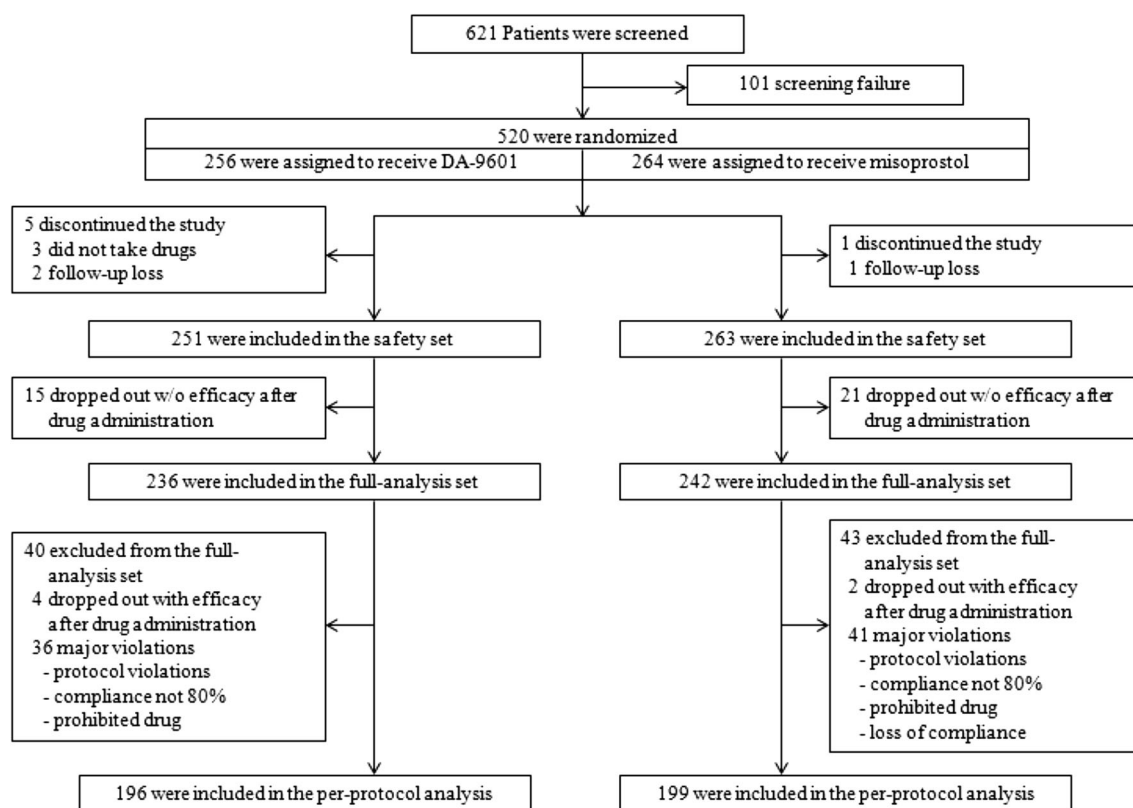 621 Patients were screened
101 screening failure
520 were randomized
256 were assigned to receive DA-9601
264 were assigned to receive misoprostol
5 discontinued the study
3 did not take drugs
2 follow-up loss
1 discontinued the study
1 follow-up loss
251 were included in the safety set
263 were included in the safety set
15 dropped out w/o efficacy after
drug administration
21 dropped out w/o efficacy after
drug administration
236 were included in the full-analysis set
242 were included in the full-analysis set
40 excluded from the full-
analysis set
4 dropped out with efficacy
after drug administration
36 major violations
- protocol violations
- compliance not 80%
- prohibited drug
43 excluded from the full-
analysis set
2 dropped out with efficacy
after drug administration
41 major violations
- protocol violations
- compliance not 80%
- prohibited drug
- loss of compliance
196 were included in the per-protocol analysis
199 were included in the per-protocol analysis